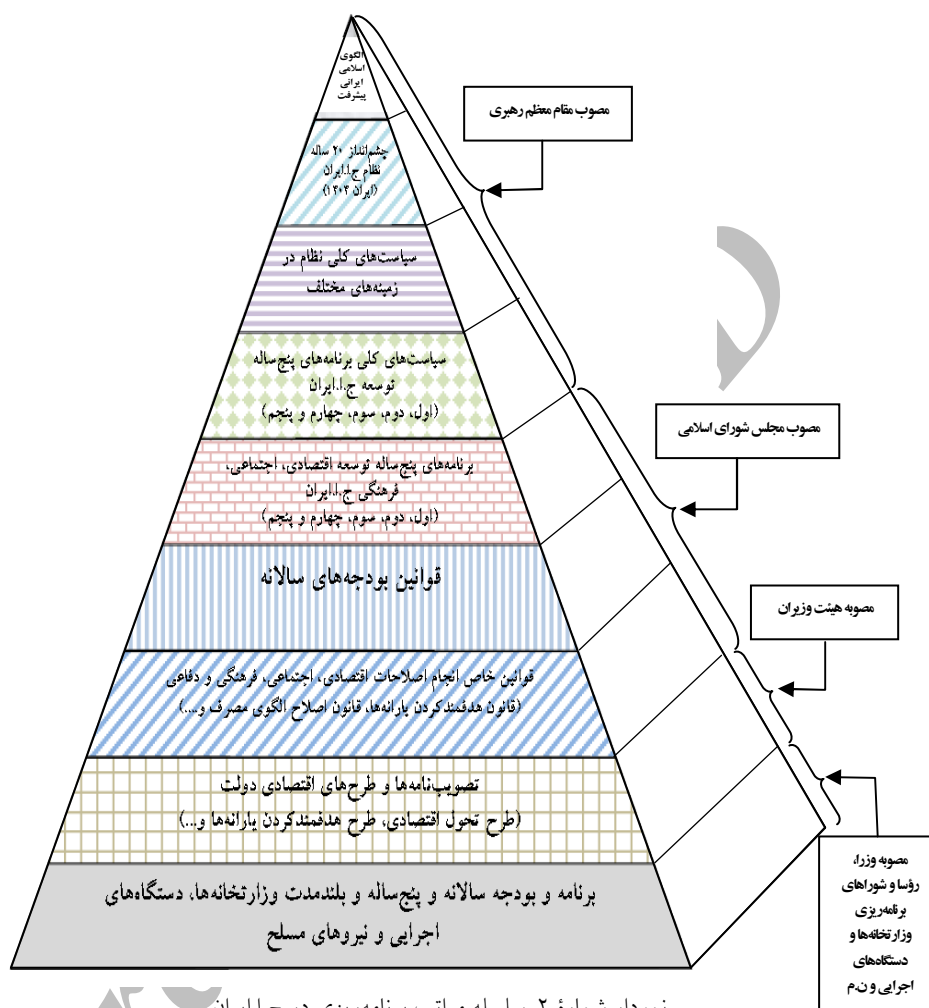 الگوی
اسلامی
ایرانی
پیشرفت
مصوب مقام معظم رهبری
چشم‌انداز ۲۰ ساله
نظام ج.ا.ایران
(ایران ۱۴۰۴)
سیاست‌های کلی نظام در
زمینه‌های مختلف
سیاست‌های کلی برنامه‌های پنج‌ساله
توسعه ج.ا.ایران
(اول، دوم، سوم، چهارم و پنجم)
مصوب مجلس شورای اسلامی
برنامه‌های پنج‌ساله توسعه اقتصادی، اجتماعی،
فرهنگی ج.ا.ایران
(اول، دوم، سوم، چهارم و پنجم)
قوانین بودجه‌های سالانه
مصوبه هیئت وزیران
قوانین خاص انجام اصلاحات اقتصادی، اجتماعی، فرهنگی و دفاعی
(قانون هدفمندکردن یارانه‌ها، قانون اصلاح الگوی مصرف و....)
تصویب‌نامه‌ها و طرح‌های اقتصادی دولت
(طرح تحول اقتصادی، طرح هدفمندکردن یارانه‌ها و...)
برنامه و بودجه سالانه و پنج‌ساله و بلندمدت وزارتخانه‌ها، دستگاه‌های
اجرایی و نیروهای مسلح
مصوبه وزرا،
رؤسا و شوراهای
برنامه‌ریزی
وزارتخانه‌ها و
دستگاه‌های
اجرایی و ن.م